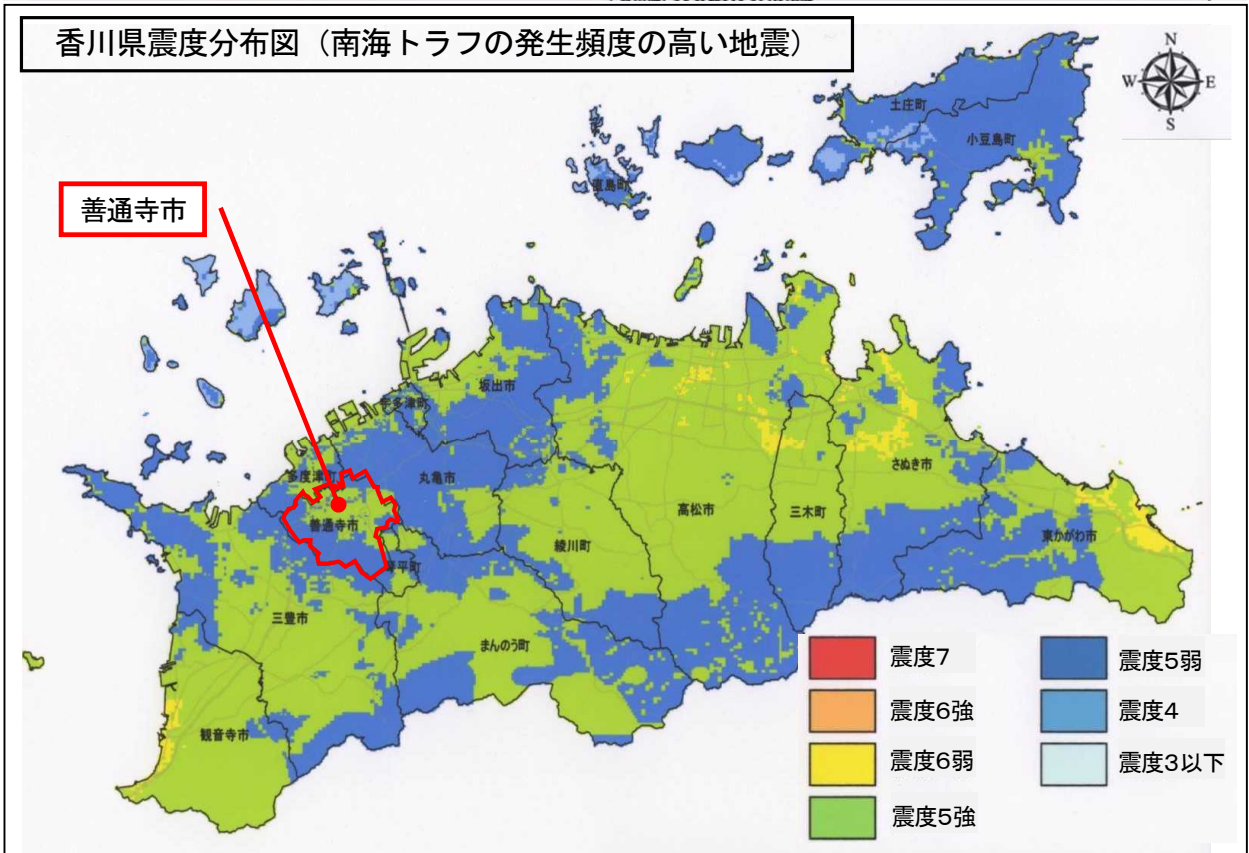 香川県震度分布図（南海トラフの発生頻度の高い地震）
N
W
E
S
善通寺市
土庄町
小豆島町
直島町
坂出市
宇多津町
多度津町
丸亀市
善通寺市
琴平町
綾川町
高松市
三木町
さぬき市
東かがわ市
三豊市
まんのう町
観音寺市
震度7
震度6強
震度6弱
震度5強
震度5弱
震度4
震度3以下